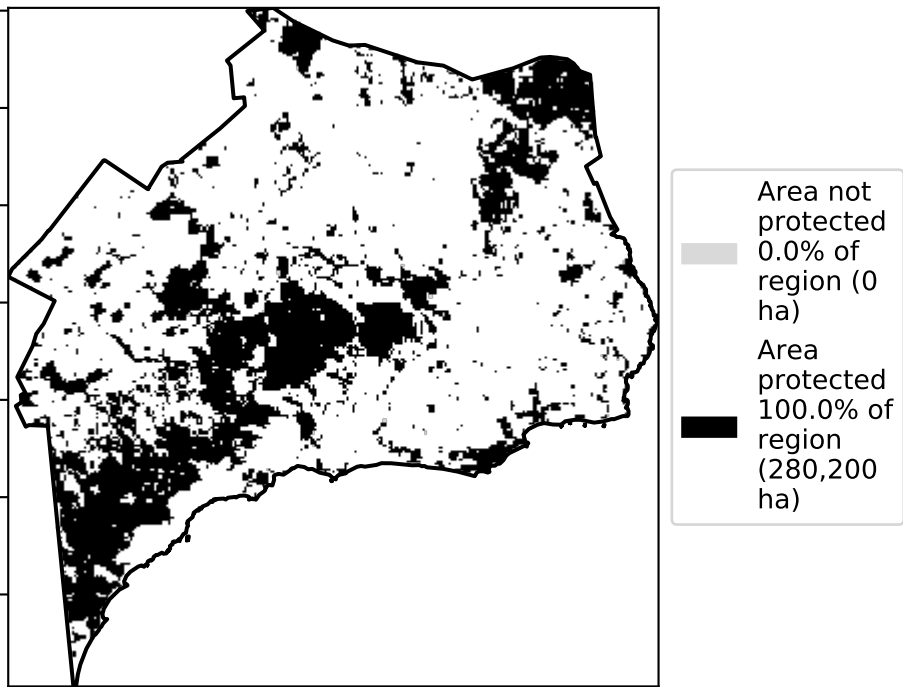 Area not
protected
0.0% of
region (0
ha)
Area
protected
100.0% of
region
(280,200
ha)